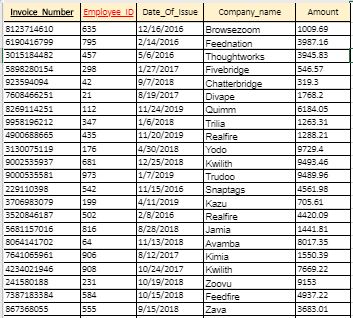 Invoice_Number Employee_ID Date_Of_Issue Company_name Amount
8123714610 635 12/16/2016 Browsezoom 1009.69
6190416799 795 2/14/2016 Feednation 3987.16
3015184482 457 5/6/2016 Thoughtworks 3945.83
5898280154 298 1/27/2017 Fivebridge 546.57
923594094 42 9/7/2018 Chatterbridge 319.3
7608466251 21 8/19/2017 Divape 1768.2
8269114251 112 11/24/2019 Quimm 6184.05
9958196212 347 1/6/2018 Trilia 1263.31
4900688665 435 11/20/2019 Realfire 1288.21
3130075119 176 4/30/2018 Yodo 9729.4
9002535937 681 12/25/2018 Kwilith 9493.46
9000535581 973 1/7/2019 Trudoo 9489.96
229110398 542 11/15/2016 Snaptags 4561.98
3706983079 199 4/11/2019 Kazu 705.61
3520846187 502 2/8/2016 Realfire 4420.09
5681157016 816 8/28/2018 Jamia 1441.81
8064141702 64 11/13/2018 Avamba 8017.35
7641065961 906 8/12/2017 Kimia 1550.39
4234021946 908 10/24/2017 Kwilith 7669.22
241580188 231 10/19/2018 Zoovu 9153
7387183384 584 10/15/2018 Feedfire 4937.22
867368055 555 9/15/2018 Zava 3683.01